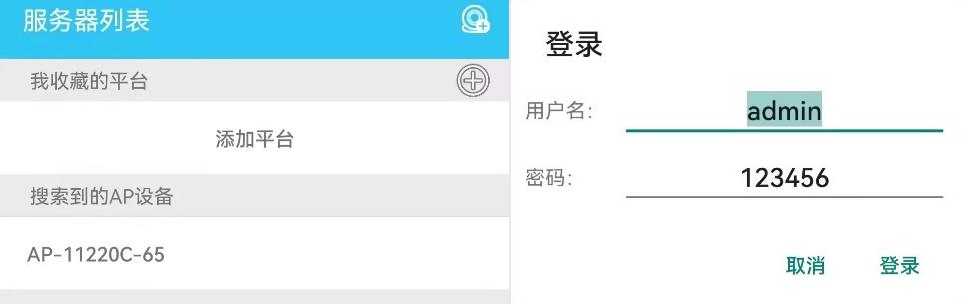 服务器列表
我收藏的平台
添加平台
搜索到的AP设备
AP-11220C-65
登录
用户名:
admin
密码:
123456
取消
登录